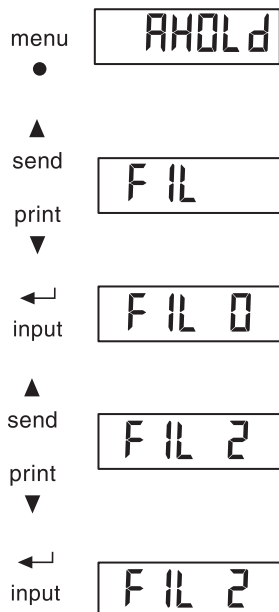 menu
AHOLd
send
print
FIL
input
FIL 0
send
print
FIL 2
input
FIL 2